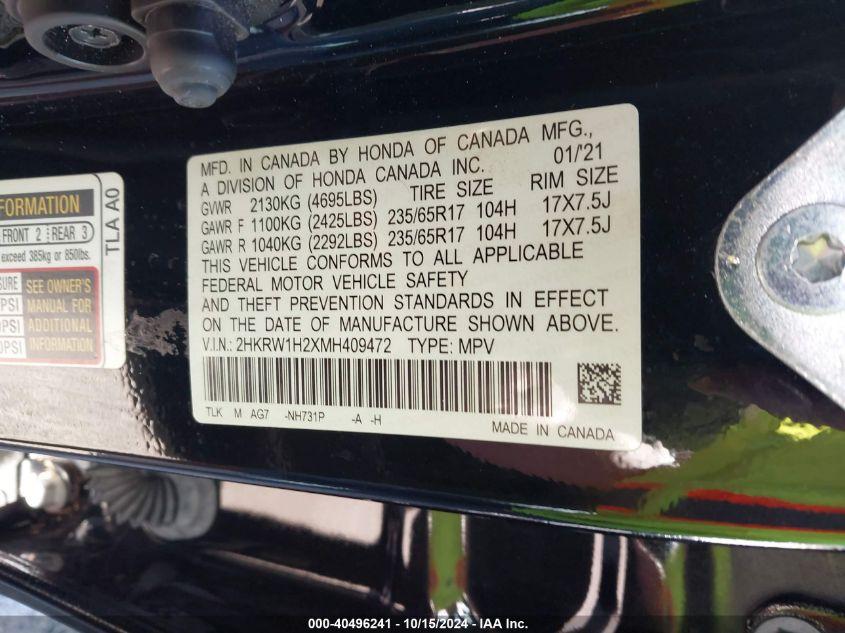 MFD. IN CANADA BY HONDA OF CANADA MFG.,
A DIVISION OF HONDA CANADA INC. 01/'21
GVWR 2130KG (4695LBS) TIRE SIZE RIM SIZE
GAWR F 1100KG (2425LBS) 235/65R17 104H 17X7.5J
GAWR R 1040KG (2292LBS) 235/65R17 104H 17X7.5J
THIS VEHICLE CONFORMS TO ALL APPLICABLE
FEDERAL MOTOR VEHICLE SAFETY
AND THEFT PREVENTION STANDARDS IN EFFECT
ON THE DATE OF MANUFACTURE SHOWN ABOVE.
V.I.N.: 2HKRW1H2XMH409472 TYPE: MPV
TLK M AG7 -NH731P -A -H
MADE IN CANADA
FRONT 2 REAR 3
exceed 385kg or 850lbs.
TLA A0
SEE OWNER'S
MANUAL FOR
ADDITIONAL
INFORMATION
000-40496241 - 10/15/2024 - IAA Inc.